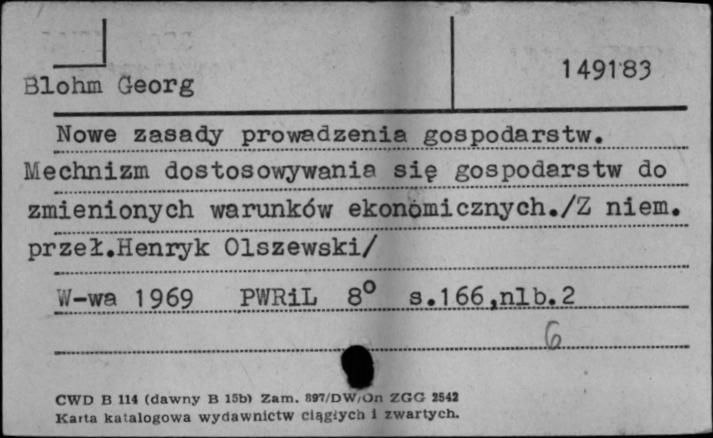 149183
Blohm Georg
Nowe zasady prowadzenia gospodarstw.
Mechnizm dostosowywania się gospodarstw do
zmienionych warunków ekonomicznych./Z niem.
przeł.Henryk Olszewski/
W-wa 1969 PWRiL 8° s.166,nlb.2
6
CWD B 114 (dawny B 15b) Zam. 897/DW/On ZGG 2542
Karta katalogowa wydawnictw ciągłych i zwartych.